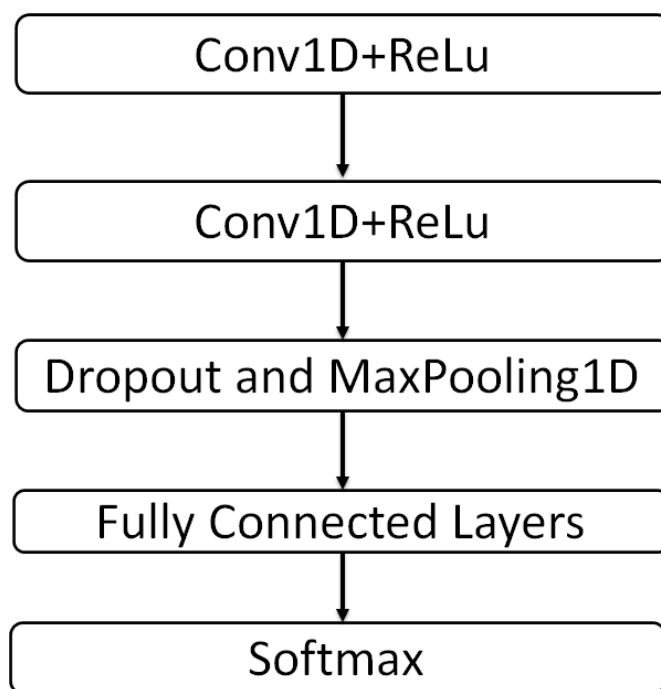 Conv1D+ReLu
Conv1D+ReLu
Dropout and MaxPooling1D
Fully Connected Layers
Softmax